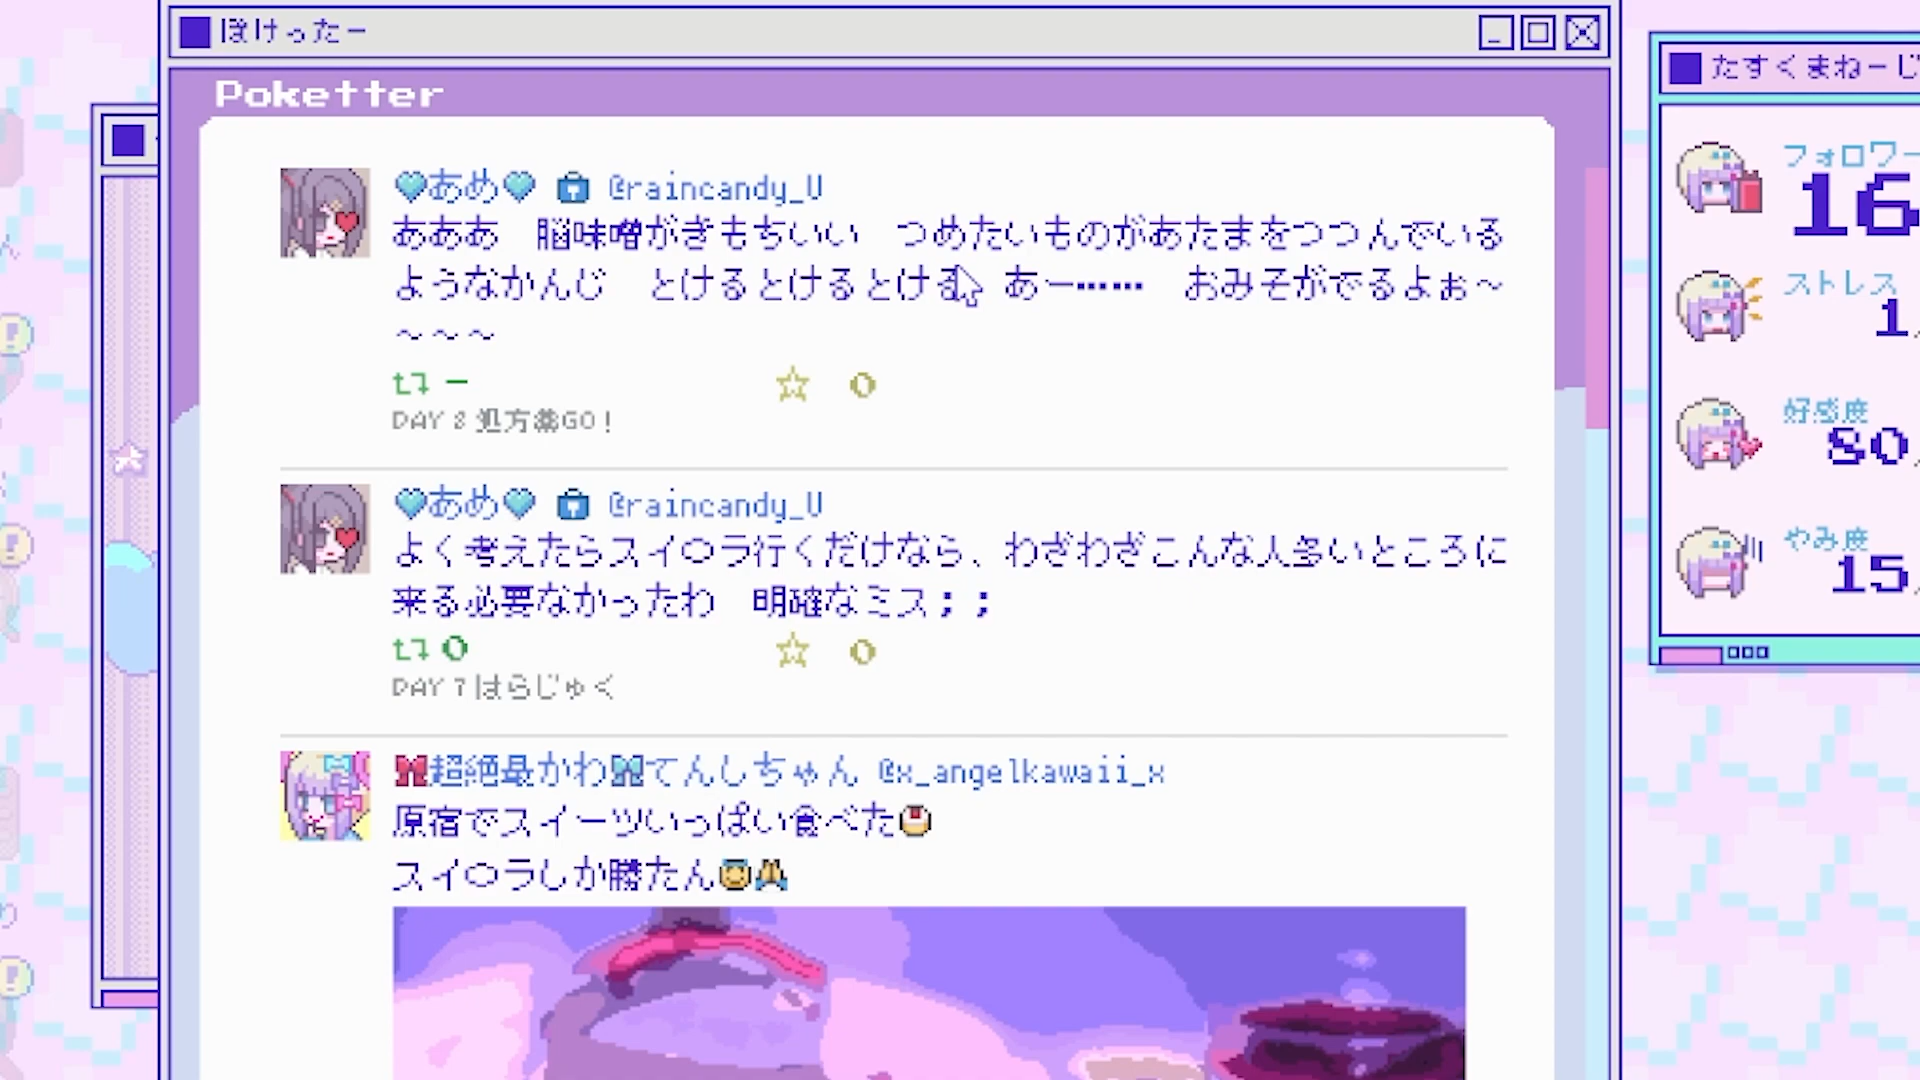 ぽけったー
Poketter
あめ @raincandy_U
あああ　脳味噌がきもちいい　つめたいものがあたまをつつんでいる
ようなかんじ　とけるとけるとける　あー……　おみそがでるよぉ～
～～～
ー 0
DAY 8 処方薬GO!
あめ @raincandy_U
よく考えたらスイ〇ラ行くだけなら、わざわざこんな人多いところに
来る必要なかったわ　明確なミス；；
0 0
DAY 7 はらじゅく
超絶最かわてんしちゃん @x_angelkawaii_x
原宿でスイーツいっぱい食べた
スイ〇ラしか勝たん
たすくまねーじ
フォロワー
16
ストレス
1
好感度
80
やみ度
15